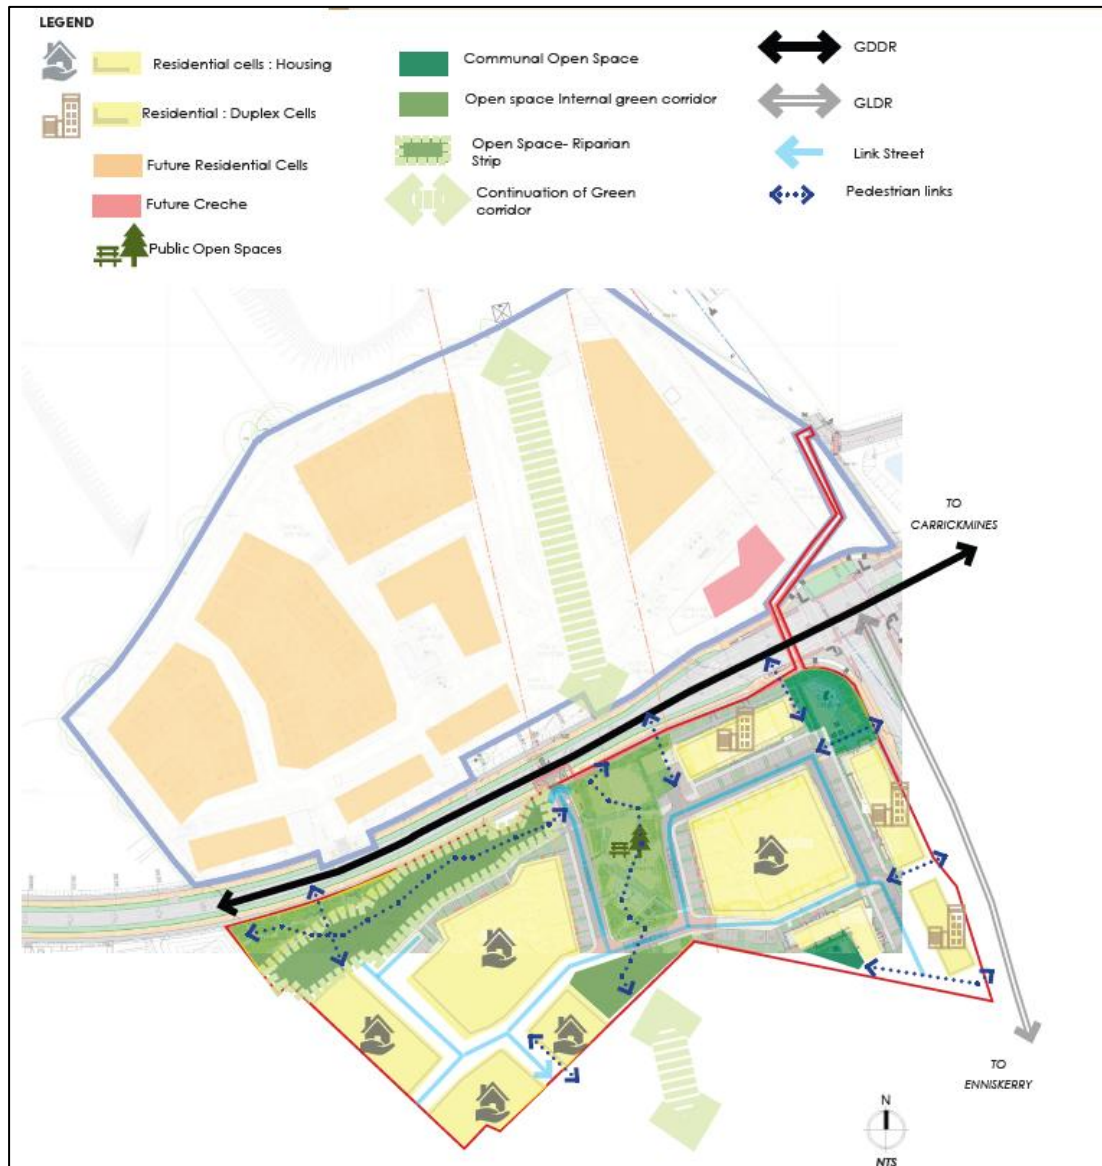 LEGEND
Residential cells : Housing
Residential : Duplex Cells
Future Residential Cells
Future Creche
Public Open Spaces
Communal Open Space
Open space Internal green corridor
Open Space- Riparian
Strip
Continuation of Green
corridor
GDDR
GLDR
Link Street
Pedestrian links
TO
CARRICKMINES
TO
ENNISKERRY
N
NTS